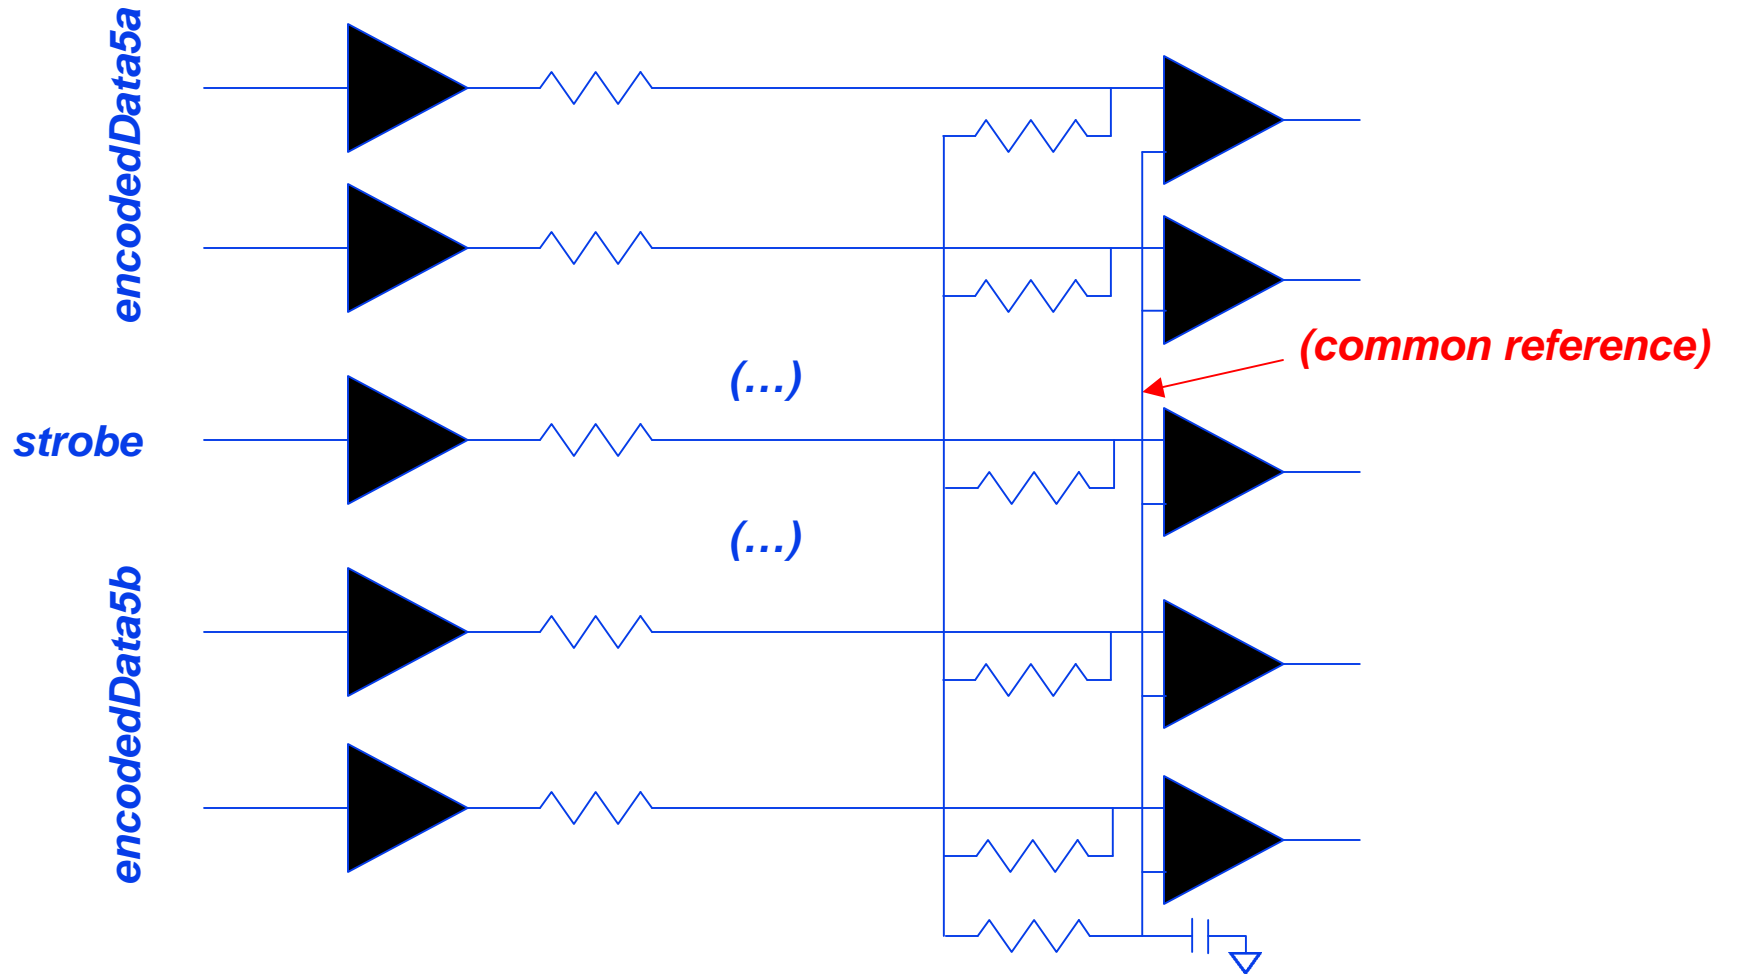 encodedData5a
(common reference)
(...)
strobe
(...)
encodedData5b